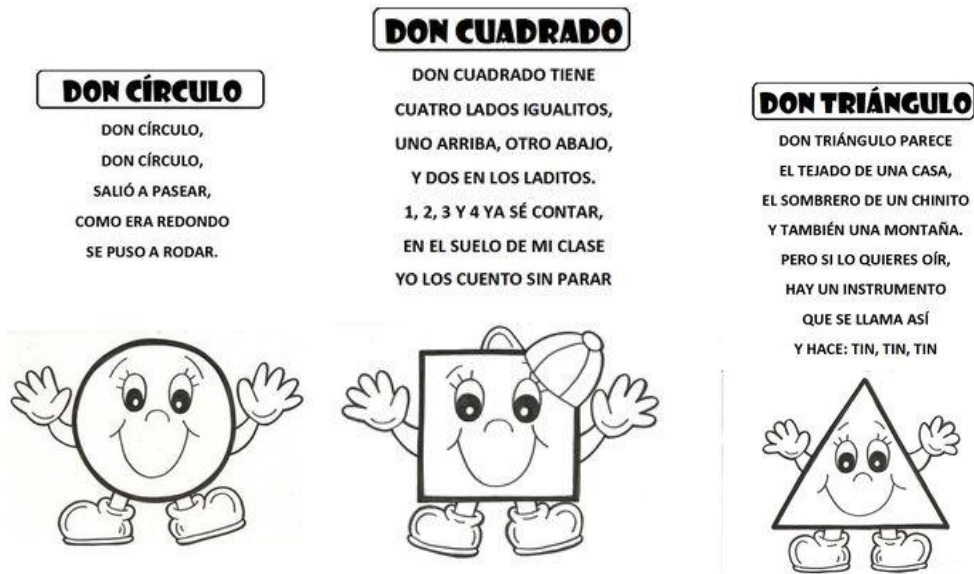 DON CÍRCULO
DON CÍRCULO,
DON CÍRCULO,
SALIÓ A PASEAR,
COMO ERA REDONDO
SE PUSO A RODAR.
DON CUADRADO
DON CUADRADO TIENE
CUATRO LADOS IGUALITOS,
UNO ARRIBA, OTRO ABAJO,
Y DOS EN LOS LADITOS.
1, 2, 3 Y 4 YA SÉ CONTAR,
EN EL SUELO DE MI CLASE
YO LOS CUENTO SIN PARAR
DON TRIÁNGULO
DON TRIÁNGULO PARECE
EL TEJADO DE UNA CASA,
EL SOMBRERO DE UN CHINITO
Y TAMBIÉN UNA MONTAÑA.
PERO SI LO QUIERES OÍR,
HAY UN INSTRUMENTO
QUE SE LLAMA ASÍ
Y HACE: TIN, TIN, TIN